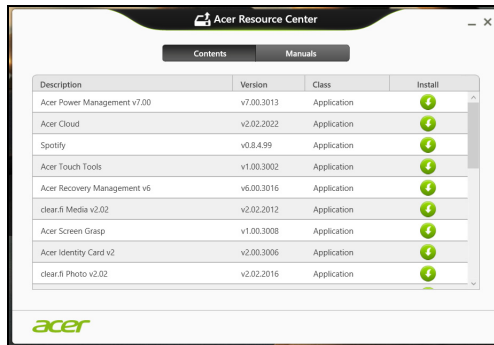 Acer Resource Center
Contents Manuals
Description Version Class Install
Acer Power Management v7.00 v7.00.3013 Application
Acer Cloud v2.02.2022 Application
Spotify v0.8.4.99 Application
Acer Touch Tools v1.00.3002 Application
Acer Recovery Management v6 v6.00.3016 Application
clear.fi Media v2.02 v2.02.2012 Application
Acer Screen Grasp v1.00.3008 Application
Acer Identity Card v2 v2.00.3006 Application
clear.fi Photo v2.02 v2.02.2016 Application
acer